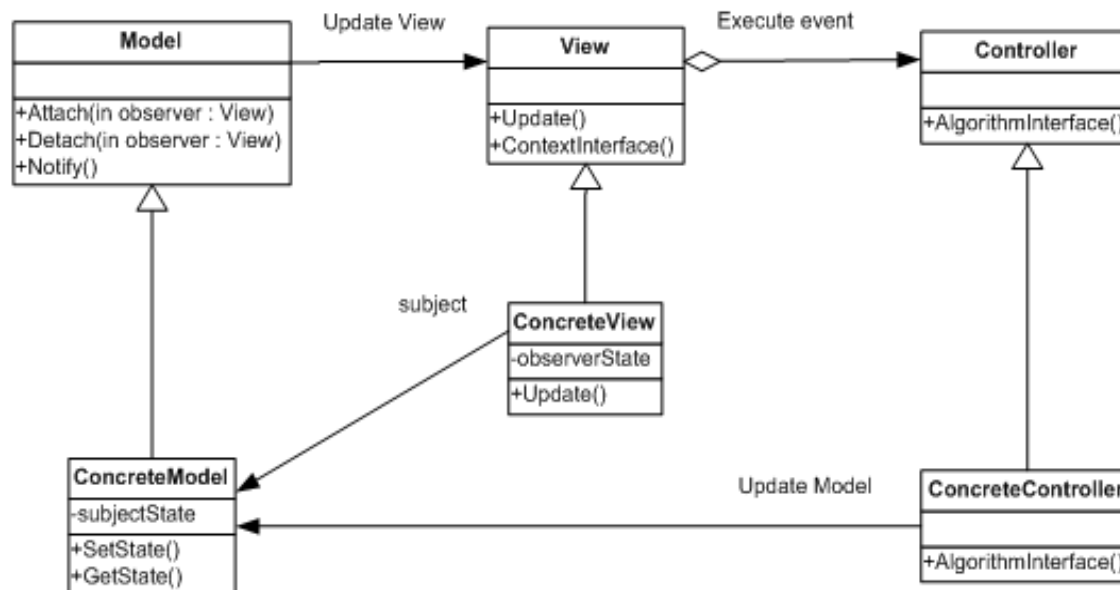 Model
+Attach(in observer : View)
+Detach(in observer : View)
+Notify()
Update View
View
+Update()
+ContextInterface()
Execute event
Controller
+AlgorithmInterface()
subject
ConcreteView
-observerState
+Update()
ConcreteModel
-subjectState
+SetState()
+GetState()
Update Model
ConcreteController
+AlgorithmInterface()